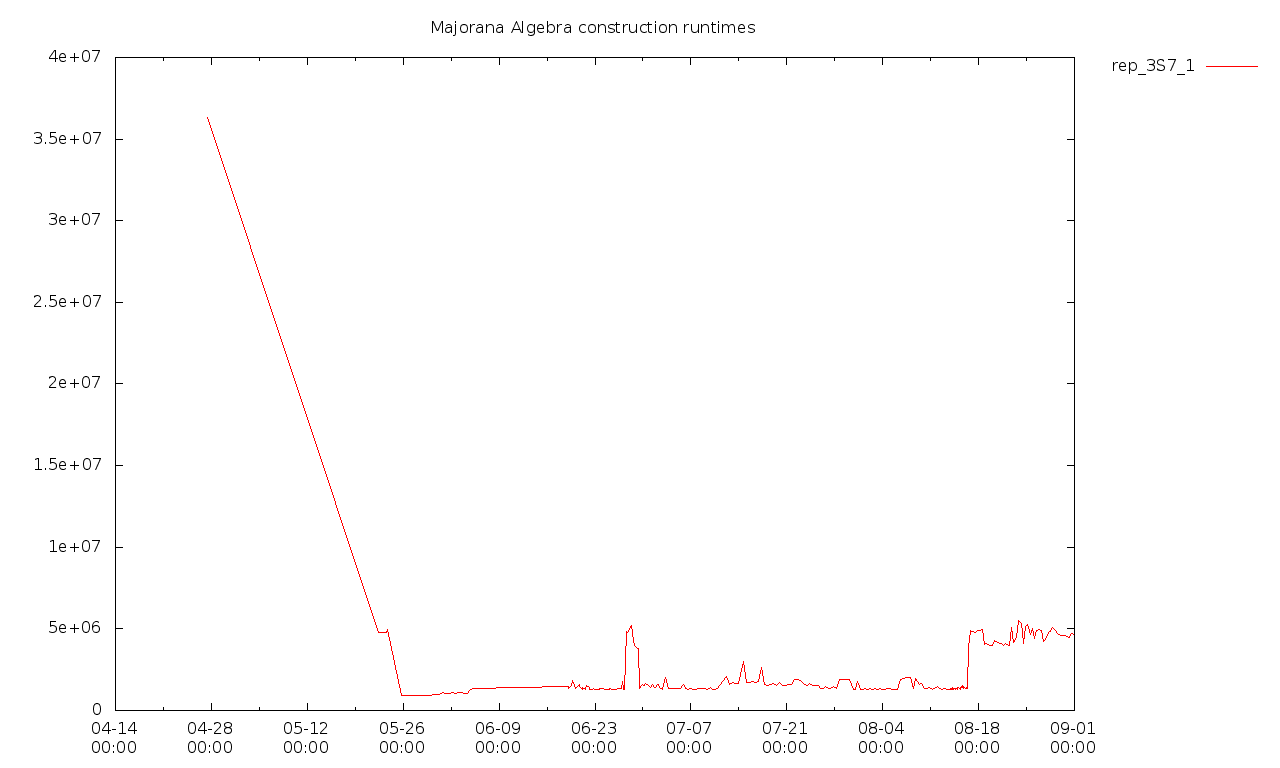 Majorana Algebra construction runtimes
rep_3S7_1
4e+07
3.5e+07
3e+07
2.5e+07
2e+07
1.5e+07
1e+07
5e+06
0
04-14 04-28 05-12 05-26 06-09 06-23 07-07 07-21 08-04 08-18 09-01
00:00 00:00 00:00 00:00 00:00 00:00 00:00 00:00 00:00 00:00 00:00